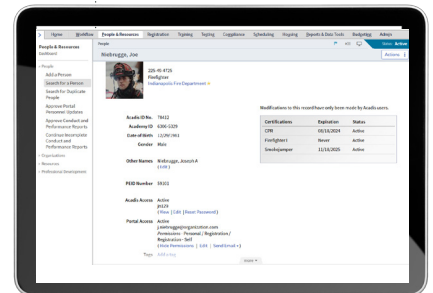 Home Workflow People & Resources Registration Training Testing Compliance Scheduling Housing Reports & Data Tools Budgeting Admin
People & Resources
Dashboard
People
Status Active
Niebrugge, Joe
Actions
People
Add a Person
Search for a Person
Search for Duplicate
People
Approve Portal
Personnel Updates
Approve Conduct and
Performance Reports
Continue Incomplete
Conduct and
Performance Reports
Organizations
Resources
Professional Development
Firefighter
Indianapolis Fire Department
Modifications to this record have only been made by Acadis users.
Acadis ID No.
Academy ID
Date of Birth
Gender Male
Other Names Niebrugge, Joseph A
(Edit)
PEID Number
Acadis Access Active
(View | Edit | Reset Password)
Portal Access Active
Permissions - Personal / Registration /
Registration - Self
(View Permissions | Edit | Send Email)
Tags Add a tag
Certifications Expiration Status
CPR Active
Firefighter I Never Active
Smokejumper Active
more